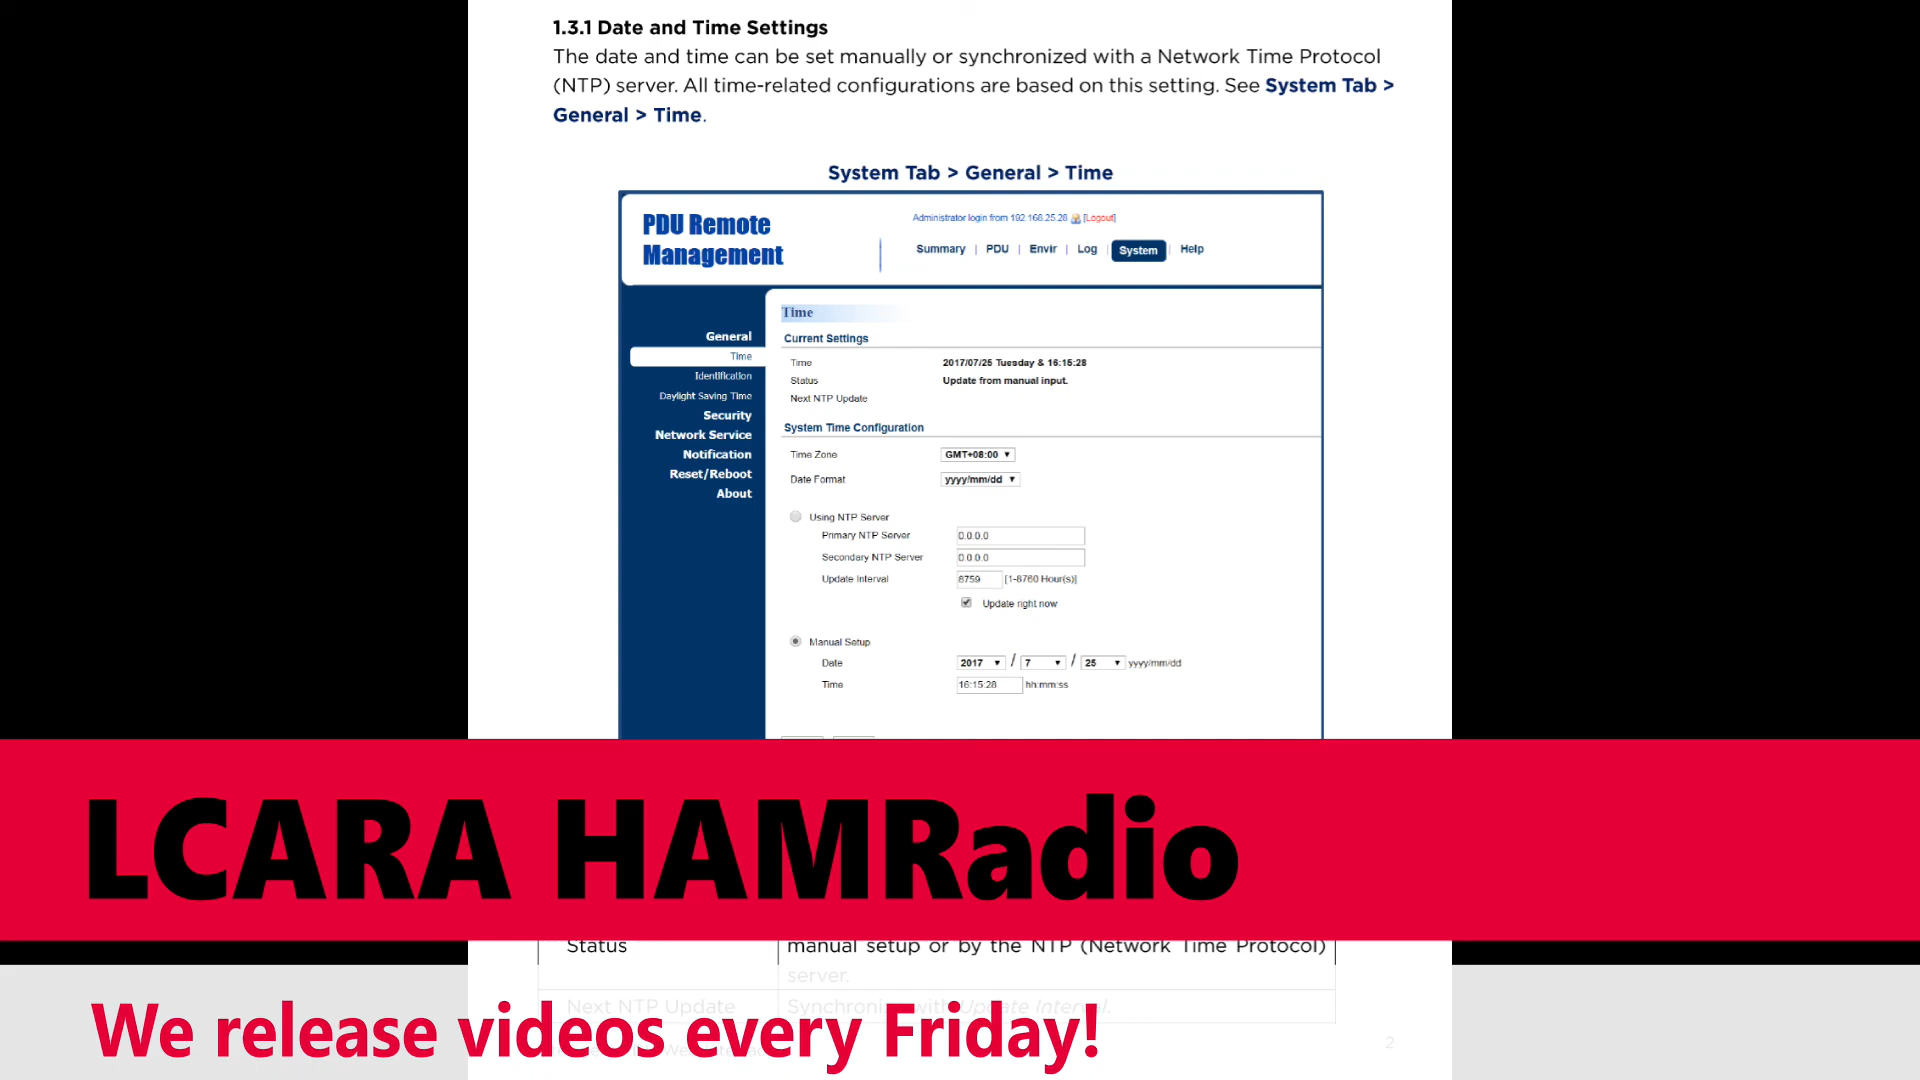 1.3.1 Date and Time Settings
The date and time can be set manually or synchronized with a Network Time Protocol
(NTP) server. All time-related configurations are based on this setting. See System Tab >
General > Time.
System Tab > General > Time
PDU Remote
Management
Administrator login from 192.168.25.28 [Logout]
Summary | PDU | Envir | Log | System | Help
General
Time
Identification
Daylight Saving Time
Security
Network Service
Notification
Reset/Reboot
About
Time
Current Settings
Time 2017/07/25 Tuesday & 16:15:28
Status Update from manual input.
Next NTP Update
System Time Configuration
Time Zone GMT+08:00
Date Format yyyy/mm/dd
Using NTP Server
Primary NTP Server 0.0.0.0
Secondary NTP Server 0.0.0.0
Update Interval 8759 [1-8760 Hour(s)]
Update right now
Manual Setup
Date 2017 / 7 / 25 yyyy/mm/dd
Time 16:15:28 hh:mm:ss
LCARA HAMRadio
Status manual setup or by the NTP (Network Time Protocol)
server.
Next NTP Update Synchronize with Update Interval.
We release videos every Friday!
2